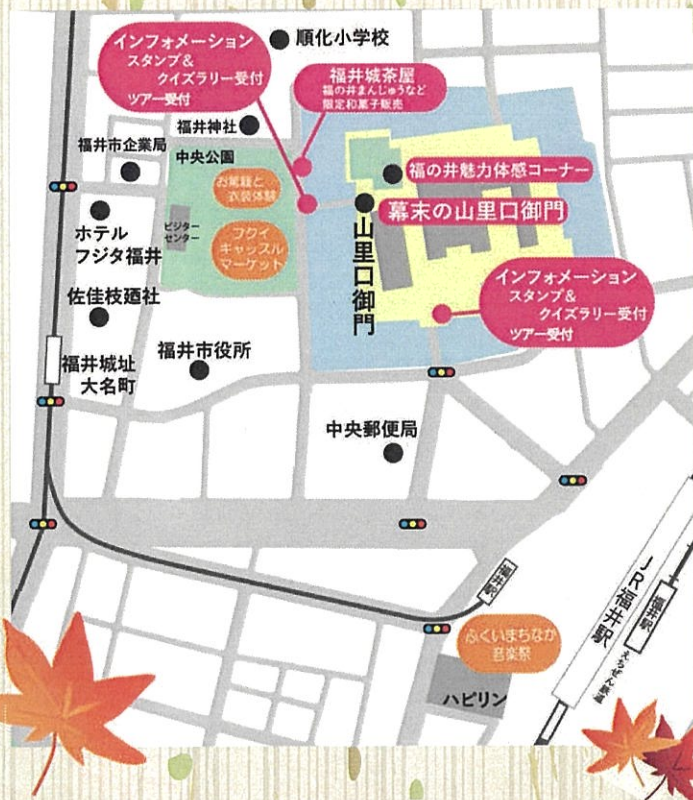 インフォメーション
スタンプ&
クイズラリー受付
ツアー受付
順化小学校
福井城茶屋
福の井まんじゅうなど
限定和菓子販売
福井神社
福井市企業局
中央公園
お駕籠と
衣装体験
福の井魅力体感コーナー
幕末の山里口御門
山里口御門
ビジター
センター
フクイ
キャッスル
マーケット
ホテル
フジタ福井
インフォメーション
スタンプ&
クイズラリー受付
ツアー受付
佐佳枝廼社
福井市役所
福井城址
大名町
中央郵便局
福井駅
JR福井駅
福井駅
えちぜん鉄道
ふくいまちなか
音楽祭
ハピリン